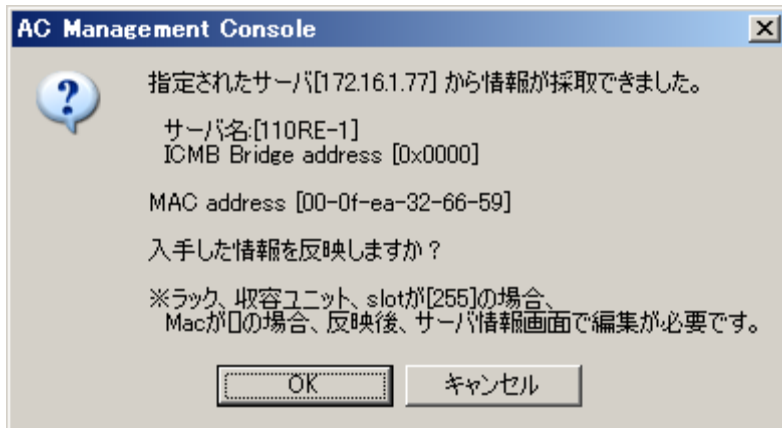 AC Management Console
指定されたサーバ[172.16.1.77] から情報が採取できました。
サーバ名:[110RE-1]
ICMB Bridge address [0x0000]
MAC address [00-0f-ea-32-66-59]
入手した情報を反映しますか?
※ラック、収容ユニット、slotが[255]の場合、
Macが[]の場合、反映後、サーバ情報画面で編集が必要です。
OK
キャンセル